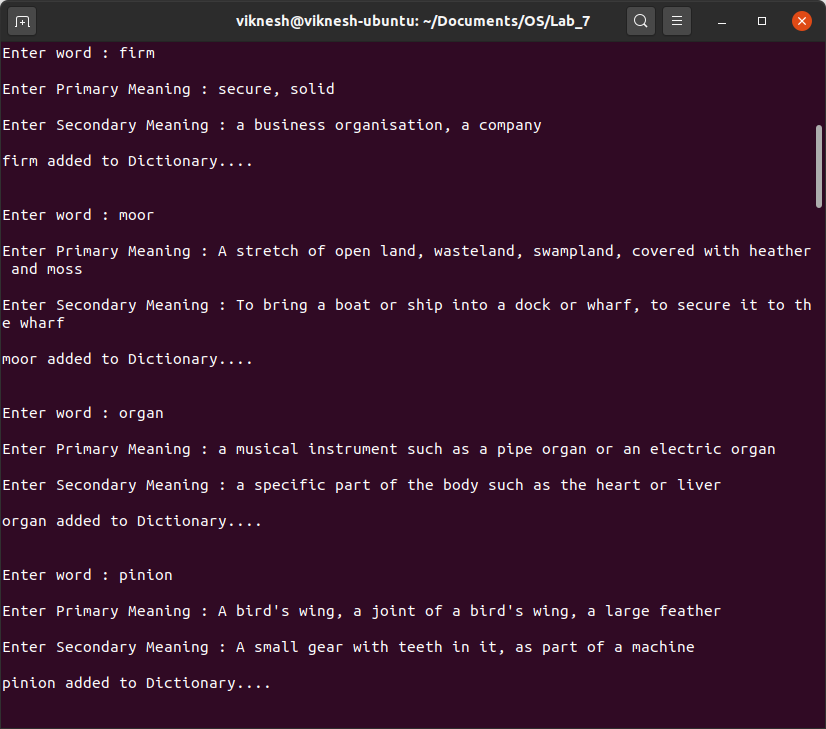 viknesh@viknesh-ubuntu: ~/Documents/OS/Lab_7
Enter word : firm
Enter Primary Meaning : secure, solid
Enter Secondary Meaning : a business organisation, a company
firm added to Dictionary....
Enter word : moor
Enter Primary Meaning : A stretch of open land, wasteland, swampland, covered with heather
 and moss
Enter Secondary Meaning : To bring a boat or ship into a dock or wharf, to secure it to th
e wharf
moor added to Dictionary....
Enter word : organ
Enter Primary Meaning : a musical instrument such as a pipe organ or an electric organ
Enter Secondary Meaning : a specific part of the body such as the heart or liver
organ added to Dictionary....
Enter word : pinion
Enter Primary Meaning : A bird's wing, a joint of a bird's wing, a large feather
Enter Secondary Meaning : A small gear with teeth in it, as part of a machine
pinion added to Dictionary....